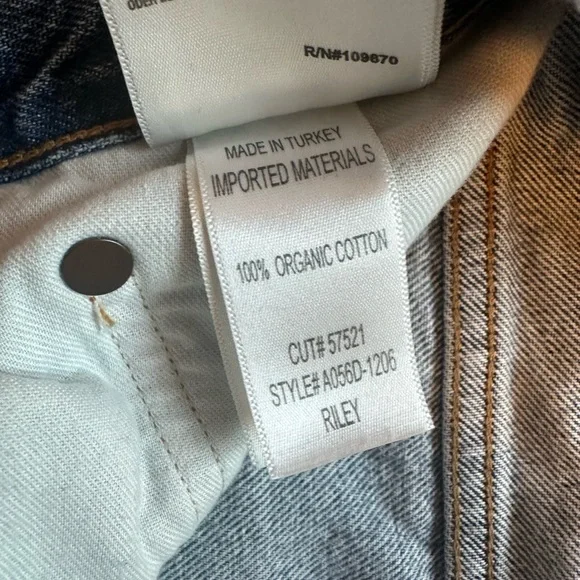 R/N#109670
MADE IN TURKEY
IMPORTED MATERIALS
100% ORGANIC COTTON
CUT# 57521
STYLE# A056D-1206
RILEY